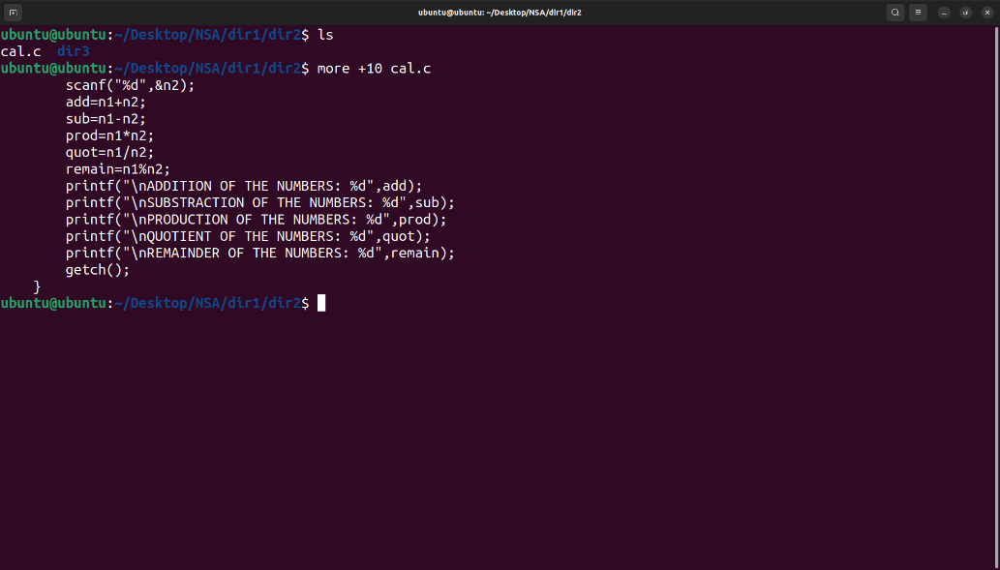 ubuntu@ubuntu: ~/Desktop/NSA/dir1/dir2
ubuntu@ubuntu:~/Desktop/NSA/dir1/dir2$ ls
cal.c  dir3
ubuntu@ubuntu:~/Desktop/NSA/dir1/dir2$ more +10 cal.c
        scanf("%d",&n2);
        add=n1+n2;
        sub=n1-n2;
        prod=n1*n2;
        quot=n1/n2;
        remain=n1%n2;
        printf("\nADDITION OF THE NUMBERS: %d",add);
        printf("\nSUBSTRACTION OF THE NUMBERS: %d",sub);
        printf("\nPRODUCTION OF THE NUMBERS: %d",prod);
        printf("\nQUOTIENT OF THE NUMBERS: %d",quot);
        printf("\nREMAINDER OF THE NUMBERS: %d",remain);
        getch();
    }
ubuntu@ubuntu:~/Desktop/NSA/dir1/dir2$